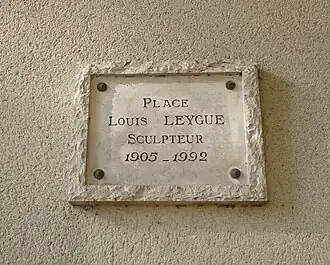 PLACE
LOUIS LEYGUE
SCULPTEUR
1905 - 1992